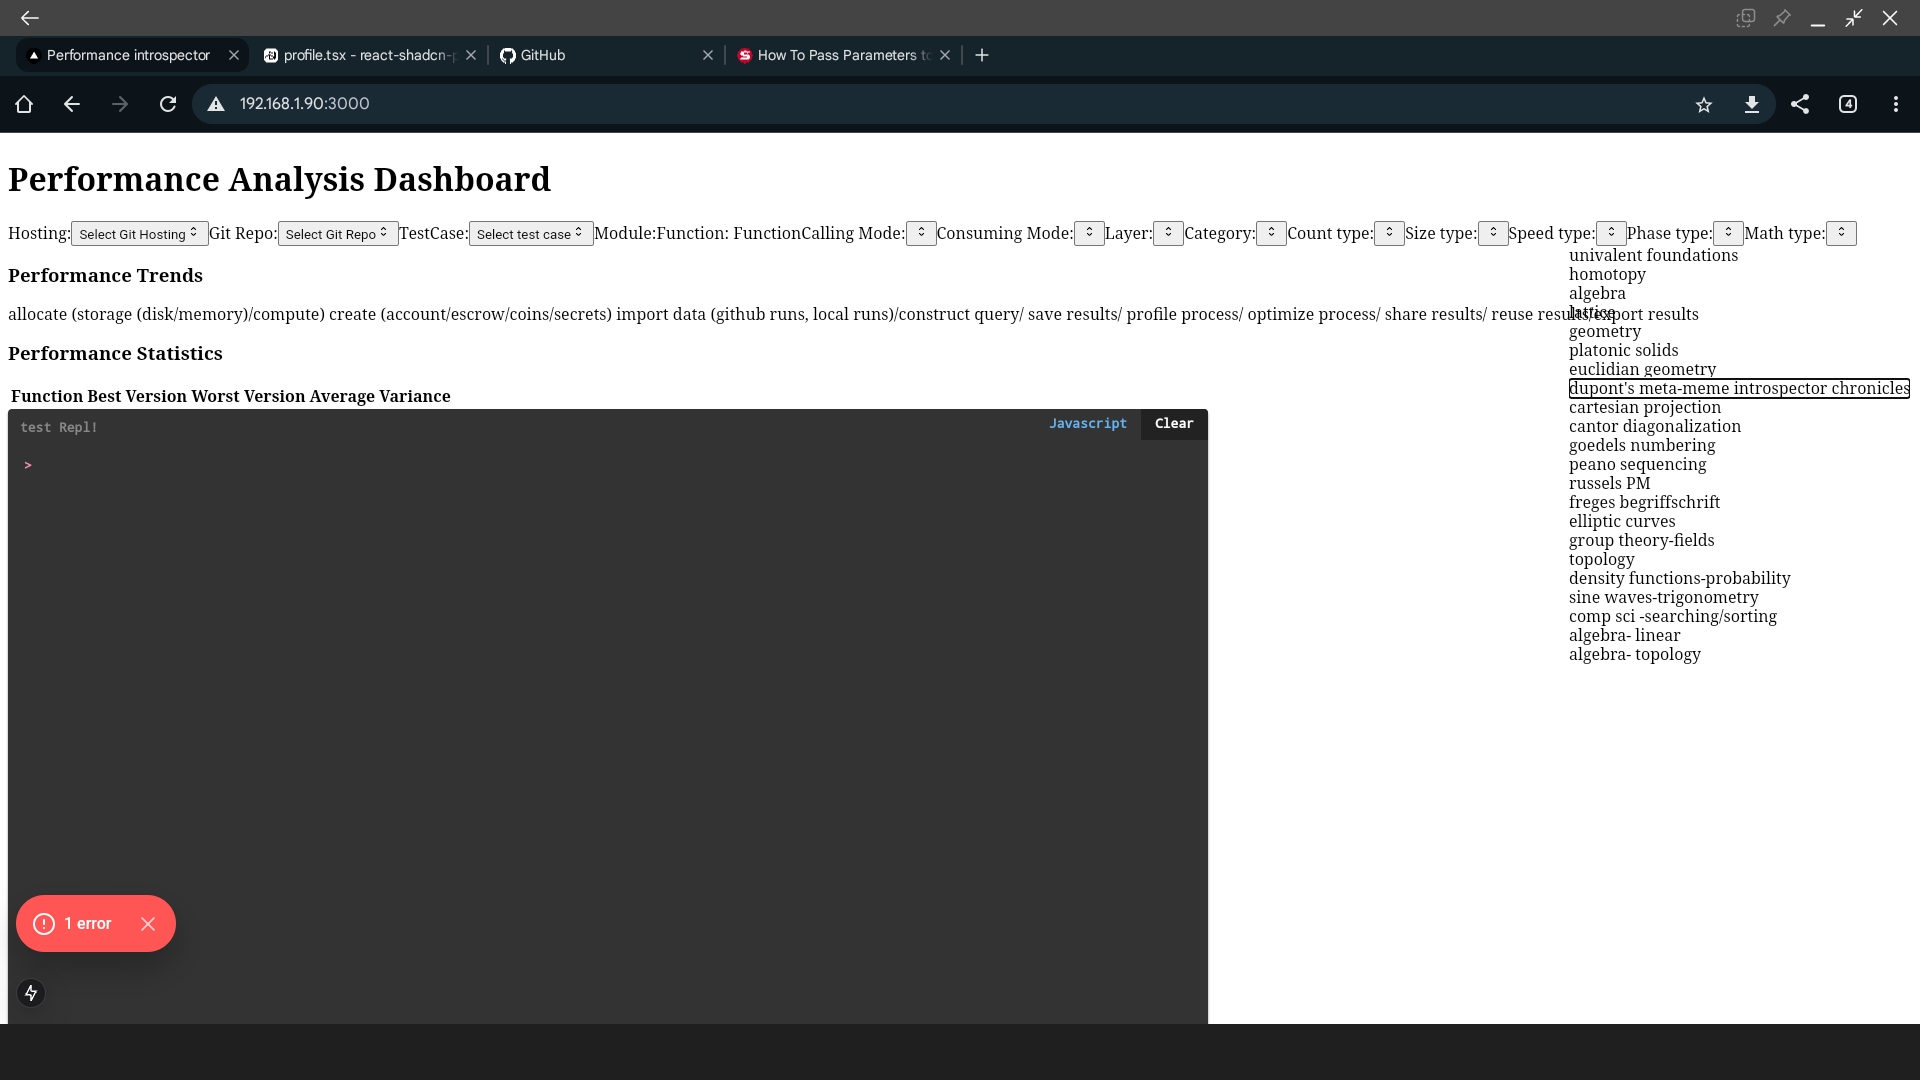 Performance introspector
profile.tsx - react-shadcn-p
GitHub
How To Pass Parameters to
192.168.1.90:3000
4
Performance Analysis Dashboard
Hosting: Select Git Hosting Git Repo: Select Git Repo TestCase: Select test case Module:Function: FunctionCalling Mode: Consuming Mode: Layer: Category: Count type: Size type: Speed type: Phase type: Math type:
Performance Trends
allocate (storage (disk/memory)/compute) create (account/escrow/coins/secrets) import data (github runs, local runs)/construct query/ save results/ profile process/ optimize process/ share results/ reuse results/export results
Performance Statistics
Function Best Version Worst Version Average Variance
test Repl!
Javascript
Clear
>
univalent foundations
homotopy
algebra
lattice
geometry
platonic solids
euclidian geometry
dupont's meta-meme introspector chronicles
cartesian projection
cantor diagonalization
goedels numbering
peano sequencing
russels PM
freges begriffschrift
elliptic curves
group theory-fields
topology
density functions-probability
sine waves-trigonometry
comp sci -searching/sorting
algebra- linear
algebra- topology
1 error